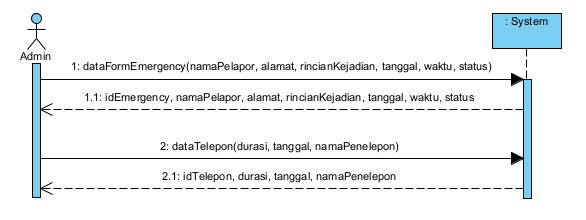 : System
Admin
1: dataFormEmergency(namaPelapor, alamat, rincianKejadian, tanggal, waktu, status)
1.1: idEmergency, namaPelapor, alamat, rincianKejadian, tanggal, waktu, status
2: dataTelepon(durasi, tanggal, namaPenelepon)
2.1: idTelepon, durasi, tanggal, namaPenelepon